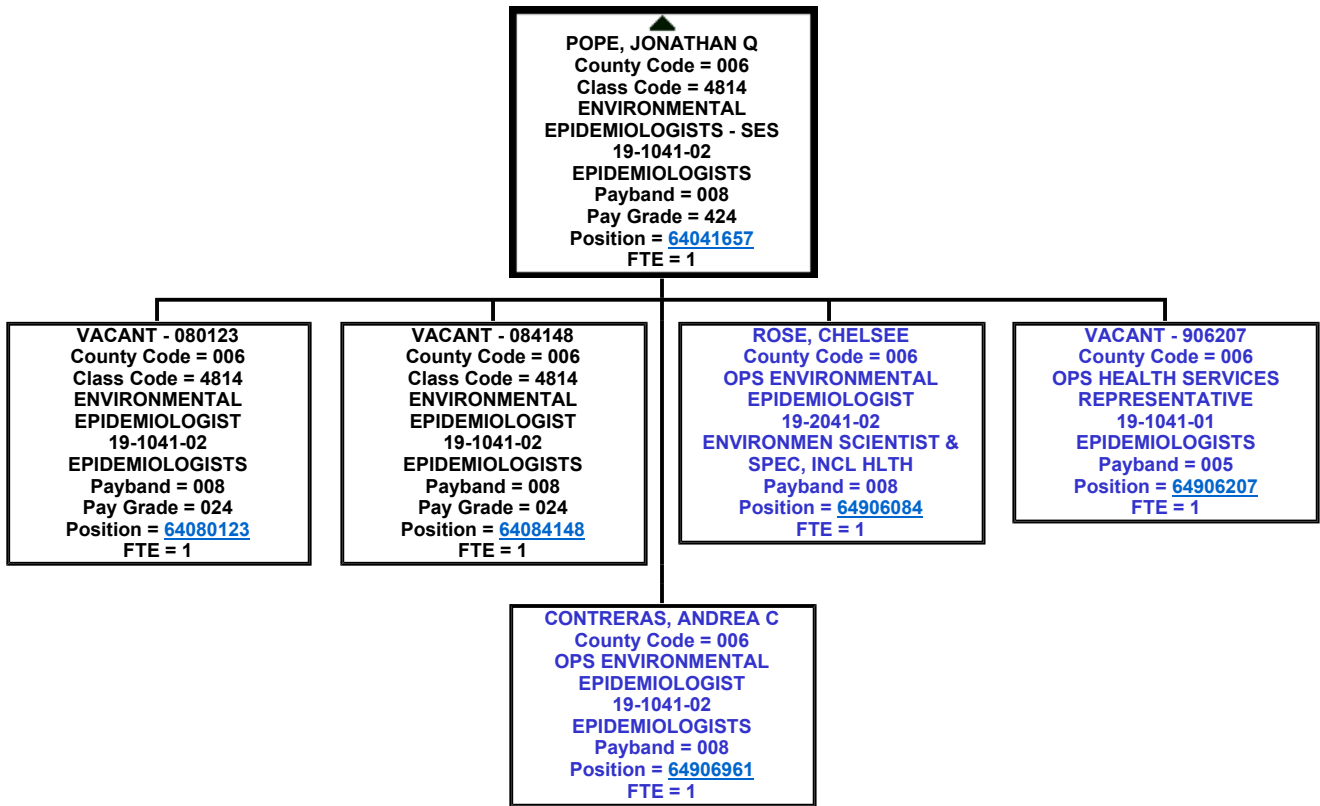 POPE, JONATHAN Q
County Code = 006
Class Code = 4814
ENVIRONMENTAL
EPIDEMIOLOGISTS - SES
19-1041-02
EPIDEMIOLOGISTS
Payband = 008
Pay Grade = 424
Position = 64041657
FTE = 1
VACANT - 080123
County Code = 006
Class Code = 4814
ENVIRONMENTAL
EPIDEMIOLOGIST
19-1041-02
EPIDEMIOLOGISTS
Payband = 008
Pay Grade = 024
Position = 64080123
FTE = 1
VACANT - 084148
County Code = 006
Class Code = 4814
ENVIRONMENTAL
EPIDEMIOLOGIST
19-1041-02
EPIDEMIOLOGISTS
Payband = 008
Pay Grade = 024
Position = 64084148
FTE = 1
ROSE, CHELSEE
County Code = 006
OPS ENVIRONMENTAL
EPIDEMIOLOGIST
19-2041-02
ENVIRONMEN SCIENTIST &
SPEC, INCL HLTH
Payband = 008
Position = 64906084
FTE = 1
VACANT - 906207
County Code = 006
OPS HEALTH SERVICES
REPRESENTATIVE
19-1041-01
EPIDEMIOLOGISTS
Payband = 005
Position = 64906207
FTE = 1
CONTRERAS, ANDREA C
County Code = 006
OPS ENVIRONMENTAL
EPIDEMIOLOGIST
19-1041-02
EPIDEMIOLOGISTS
Payband = 008
Position = 64906961
FTE = 1